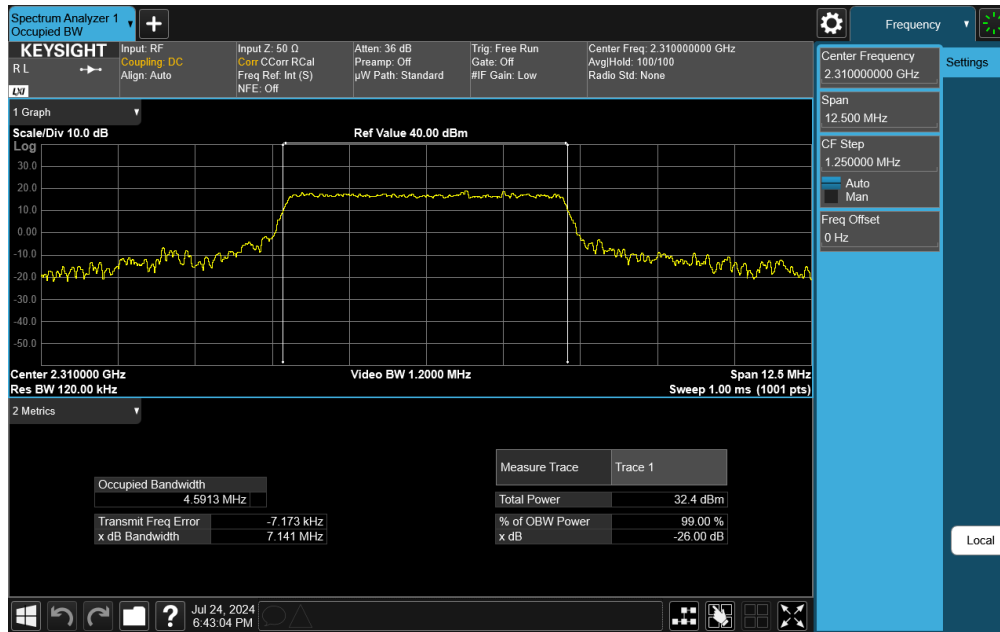 Spectrum Analyzer 1
Occupied BW
+
Frequency
KEYSIGHT
R L
LXI
Input: RF
Coupling: DC
Align: Auto
Input Z: 50 Ω
Corr CCorr RCal
Freq Ref: Int (S)
NFE: Off
Atten: 36 dB
Preamp: Off
µW Path: Standard
Trig: Free Run
Gate: Off
#IF Gain: Low
Center Freq: 2.310000000 GHz
Avg|Hold: 100/100
Radio Std: None
Center Frequency
2.310000000 GHz
Settings
Span
12.500 MHz
CF Step
1.250000 MHz
Auto
Man
Freq Offset
0 Hz
1 Graph
Scale/Div 10.0 dB
Ref Value 40.00 dBm
Log
30.0
20.0
10.0
0.00
-10.0
-20.0
-30.0
-40.0
-50.0
Center 2.310000 GHz
Video BW 1.2000 MHz
Span 12.5 MHz
Res BW 120.00 kHz
Sweep 1.00 ms (1001 pts)
2 Metrics
Measure Trace
Trace 1
Occupied Bandwidth
4.5913 MHz
Total Power
32.4 dBm
Transmit Freq Error
-7.173 kHz
% of OBW Power
99.00 %
x dB Bandwidth
7.141 MHz
x dB
-26.00 dB
Local
?
Jul 24, 2024
6:43:04 PM